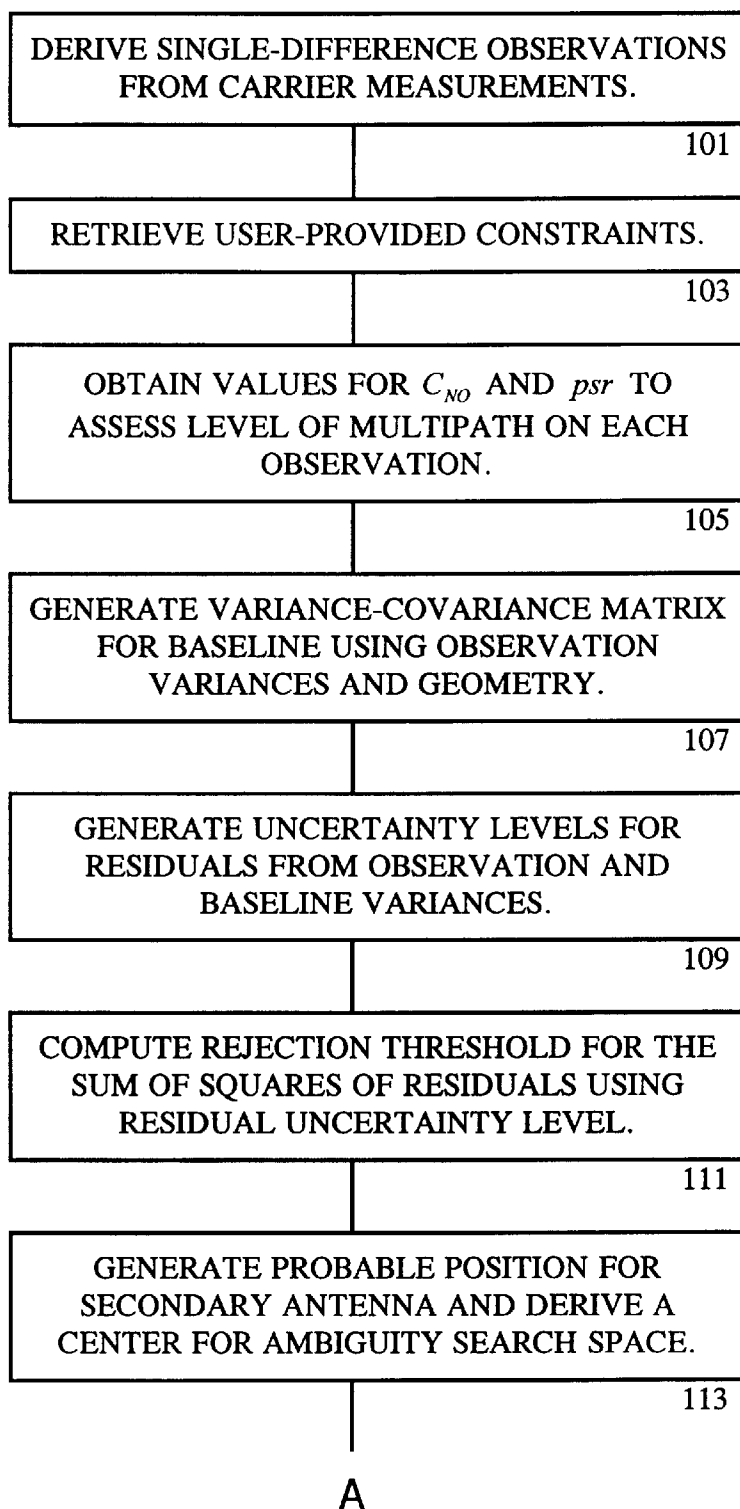 DERIVE SINGLE-DIFFERENCE OBSERVATIONS
FROM CARRIER MEASUREMENTS.
101
RETRIEVE USER-PROVIDED CONSTRAINTS.
103
OBTAIN VALUES FOR C_NO AND psr TO
ASSESS LEVEL OF MULTIPATH ON EACH
OBSERVATION.
105
GENERATE VARIANCE-COVARIANCE MATRIX
FOR BASELINE USING OBSERVATION
VARIANCES AND GEOMETRY.
107
GENERATE UNCERTAINTY LEVELS FOR
RESIDUALS FROM OBSERVATION AND
BASELINE VARIANCES.
109
COMPUTE REJECTION THRESHOLD FOR THE
SUM OF SQUARES OF RESIDUALS USING
RESIDUAL UNCERTAINTY LEVEL.
111
GENERATE PROBABLE POSITION FOR
SECONDARY ANTENNA AND DERIVE A
CENTER FOR AMBIGUITY SEARCH SPACE.
113
A